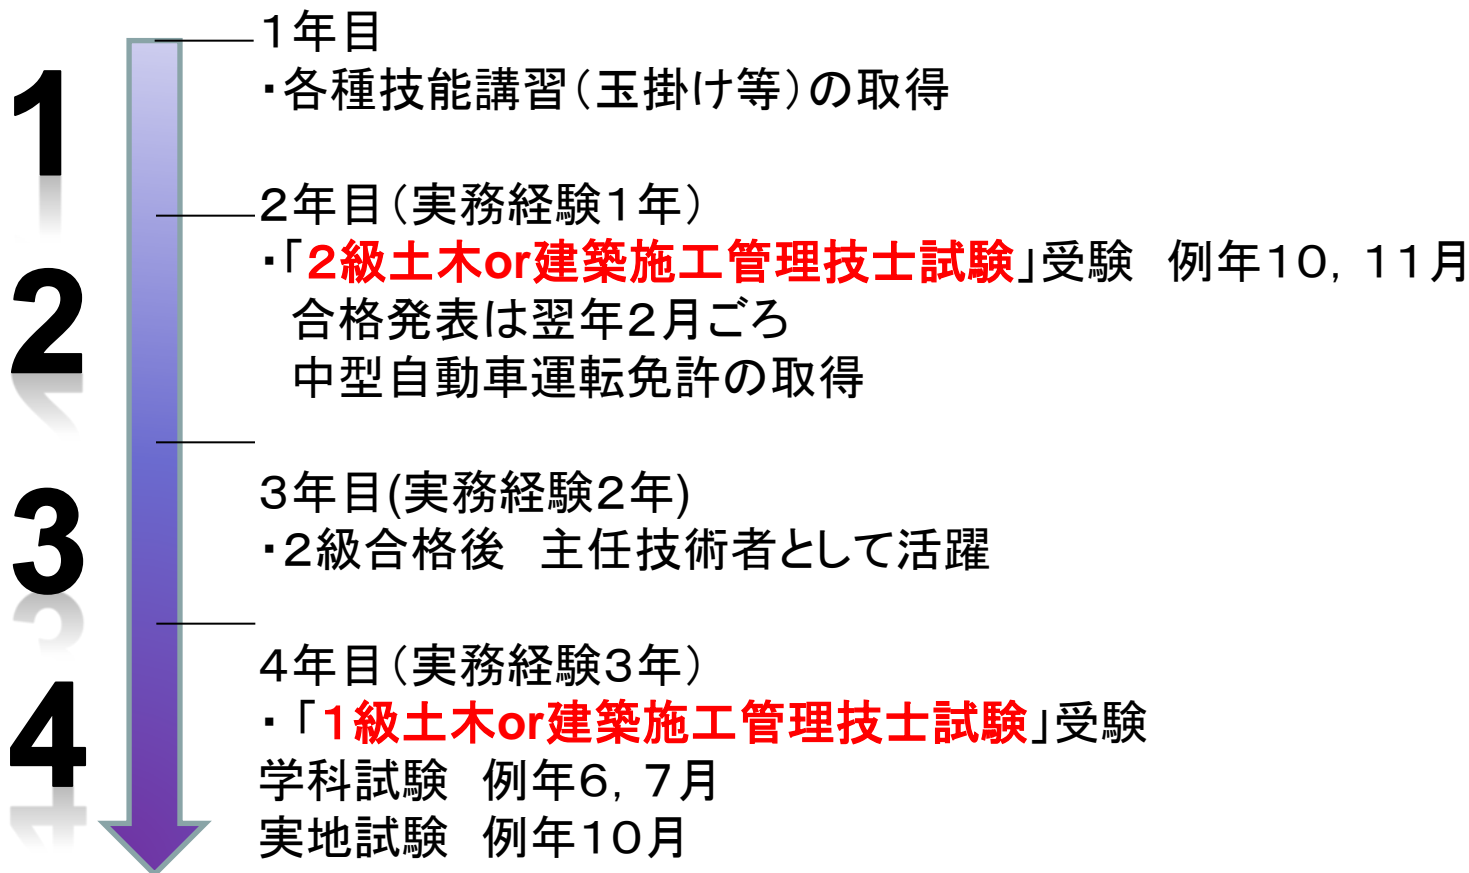 1
1年目
・各種技能講習（玉掛け等）の取得
2
2年目（実務経験1年）
・「2級土木or建築施工管理技士試験」受験　例年10，11月
合格発表は翌年2月ごろ
中型自動車運転免許の取得
3
3年目(実務経験2年)
・2級合格後　主任技術者として活躍
4
4年目（実務経験3年）
・「1級土木or建築施工管理技士試験」受験
学科試験　例年6，7月
実地試験　例年10月